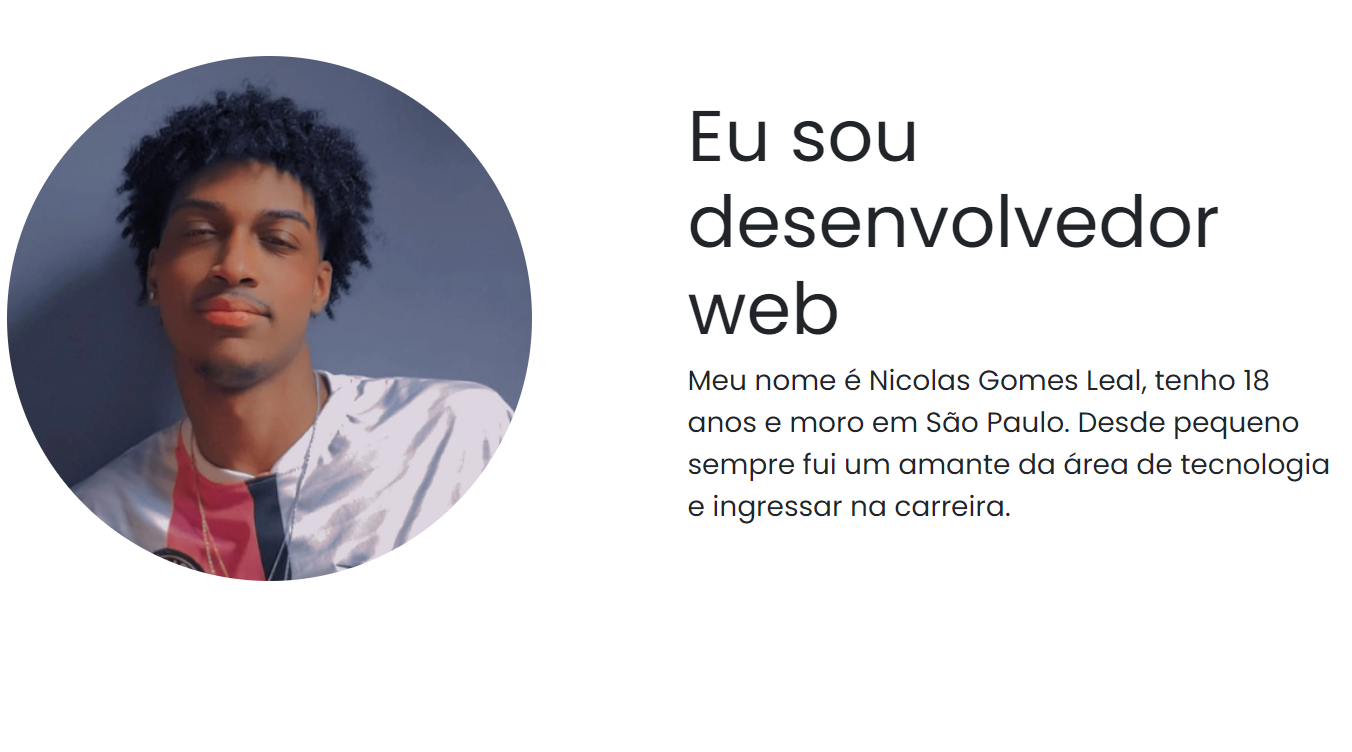 Eu sou
desenvolvedor
web
Meu nome é Nicolas Gomes Leal, tenho 18
anos e moro em São Paulo. Desde pequeno
sempre fui um amante da área de tecnologia
e ingressar na carreira.